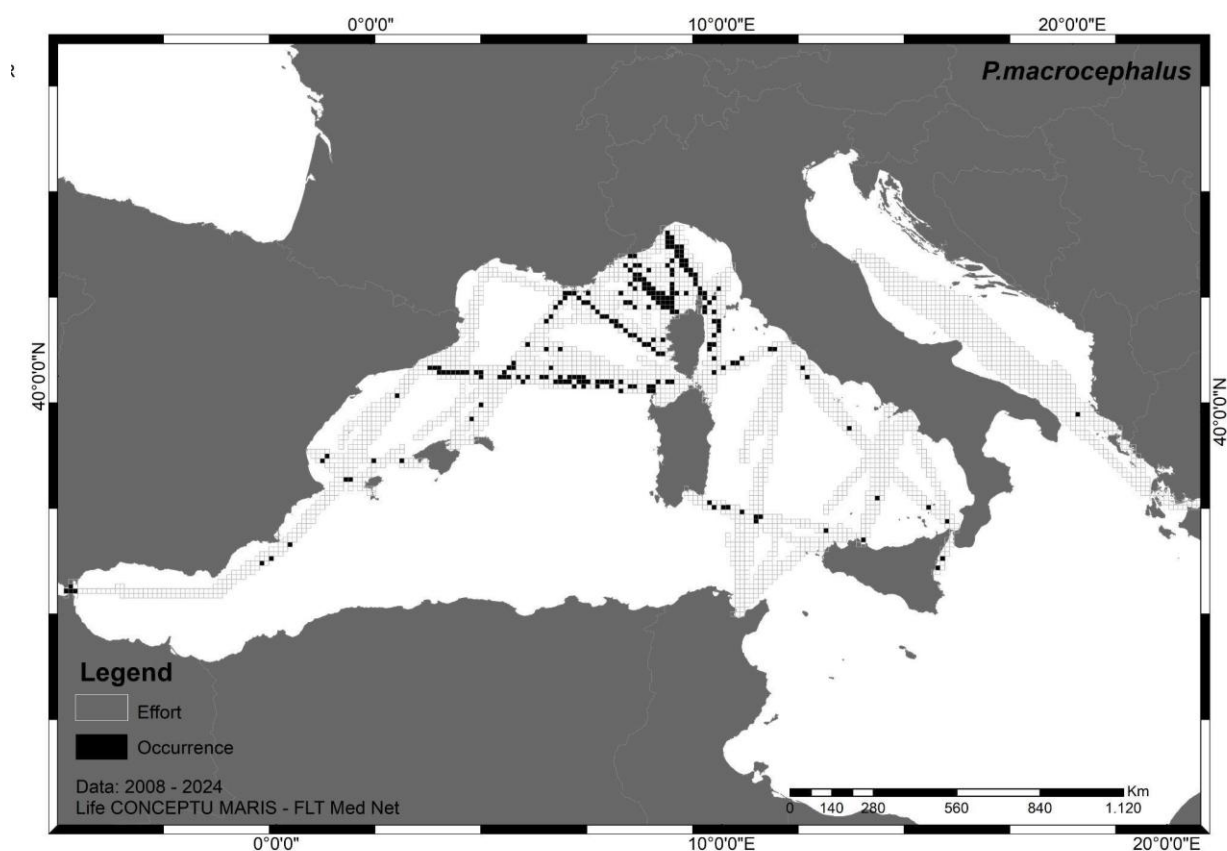 0°0'0" 10°0'0"E 20°0'0"E
P.macrocephalus
40°0'0"N 40°0'0"N
Legend
Effort
Occurrence
Data: 2008 - 2024
Life CONCEPTU MARIS - FLT Med Net
Km
0 140 280 560 840 1.120
0°0'0" 10°0'0"E 20°0'0"E